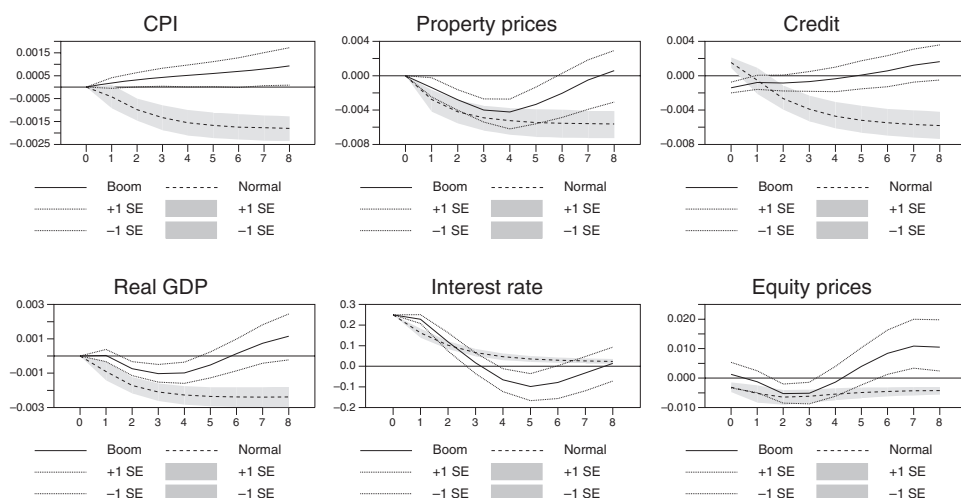 CPI
0.0015
0.0005
−0.0005
−0.0015
−0.0025
0 1 2 3 4 5 6 7 8
Boom Normal
+1 SE +1 SE
−1 SE −1 SE
Property prices
0.004
0.000
−0.004
−0.008
0 1 2 3 4 5 6 7 8
Boom Normal
+1 SE +1 SE
−1 SE −1 SE
Credit
0.004
0.000
−0.004
−0.008
0 1 2 3 4 5 6 7 8
Boom Normal
+1 SE +1 SE
−1 SE −1 SE
Real GDP
0.003
0.001
−0.001
−0.003
0 1 2 3 4 5 6 7 8
Boom Normal
+1 SE +1 SE
−1 SE −1 SE
Interest rate
0.3
0.2
0.1
0.0
−0.1
−0.2
0 1 2 3 4 5 6 7 8
Boom Normal
+1 SE +1 SE
−1 SE −1 SE
Equity prices
0.020
0.010
0.000
−0.010
0 1 2 3 4 5 6 7 8
Boom Normal
+1 SE +1 SE
−1 SE −1 SE